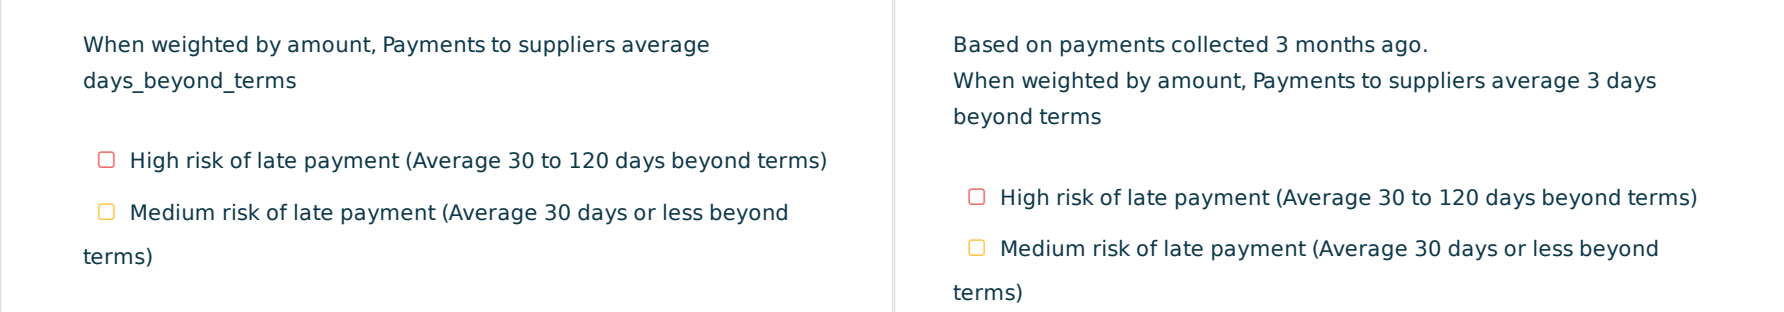 When weighted by amount, Payments to suppliers average
days_beyond_terms
High risk of late payment (Average 30 to 120 days beyond terms)
Medium risk of late payment (Average 30 days or less beyond
terms)
Based on payments collected 3 months ago.
When weighted by amount, Payments to suppliers average 3 days
beyond terms
High risk of late payment (Average 30 to 120 days beyond terms)
Medium risk of late payment (Average 30 days or less beyond
terms)